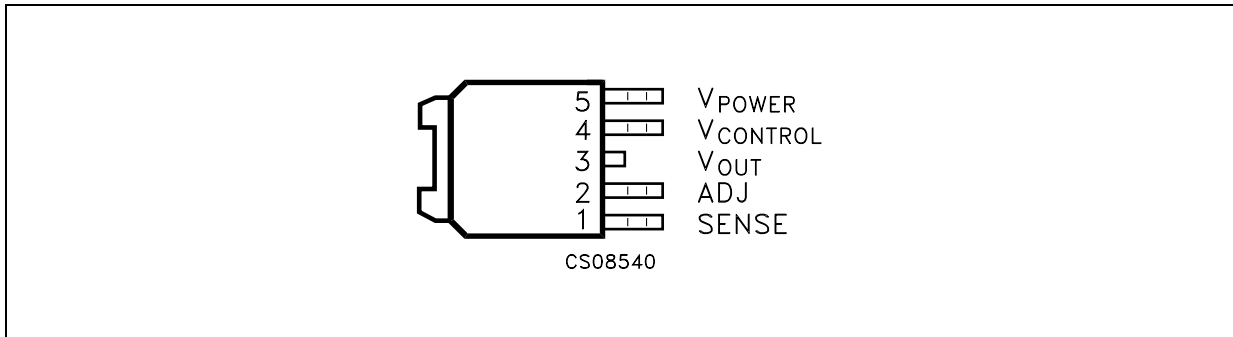 5 VPOWER
4 VCONTROL
3 VOUT
2 ADJ
1 SENSE
CS08540